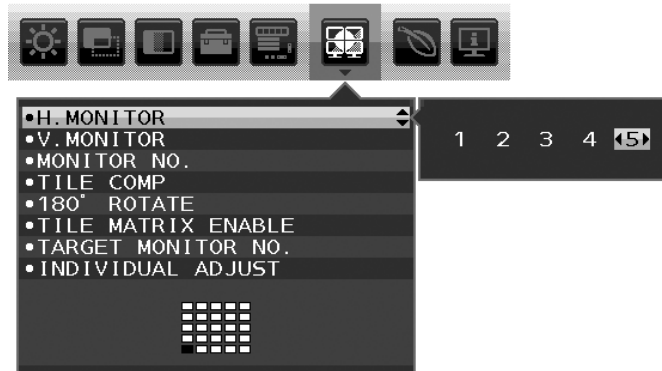 •H.MONITOR
1 2 3 4 5
•V.MONITOR
•MONITOR NO.
•TILE COMP
•180° ROTATE
•TILE MATRIX ENABLE
•TARGET MONITOR NO.
•INDIVIDUAL ADJUST